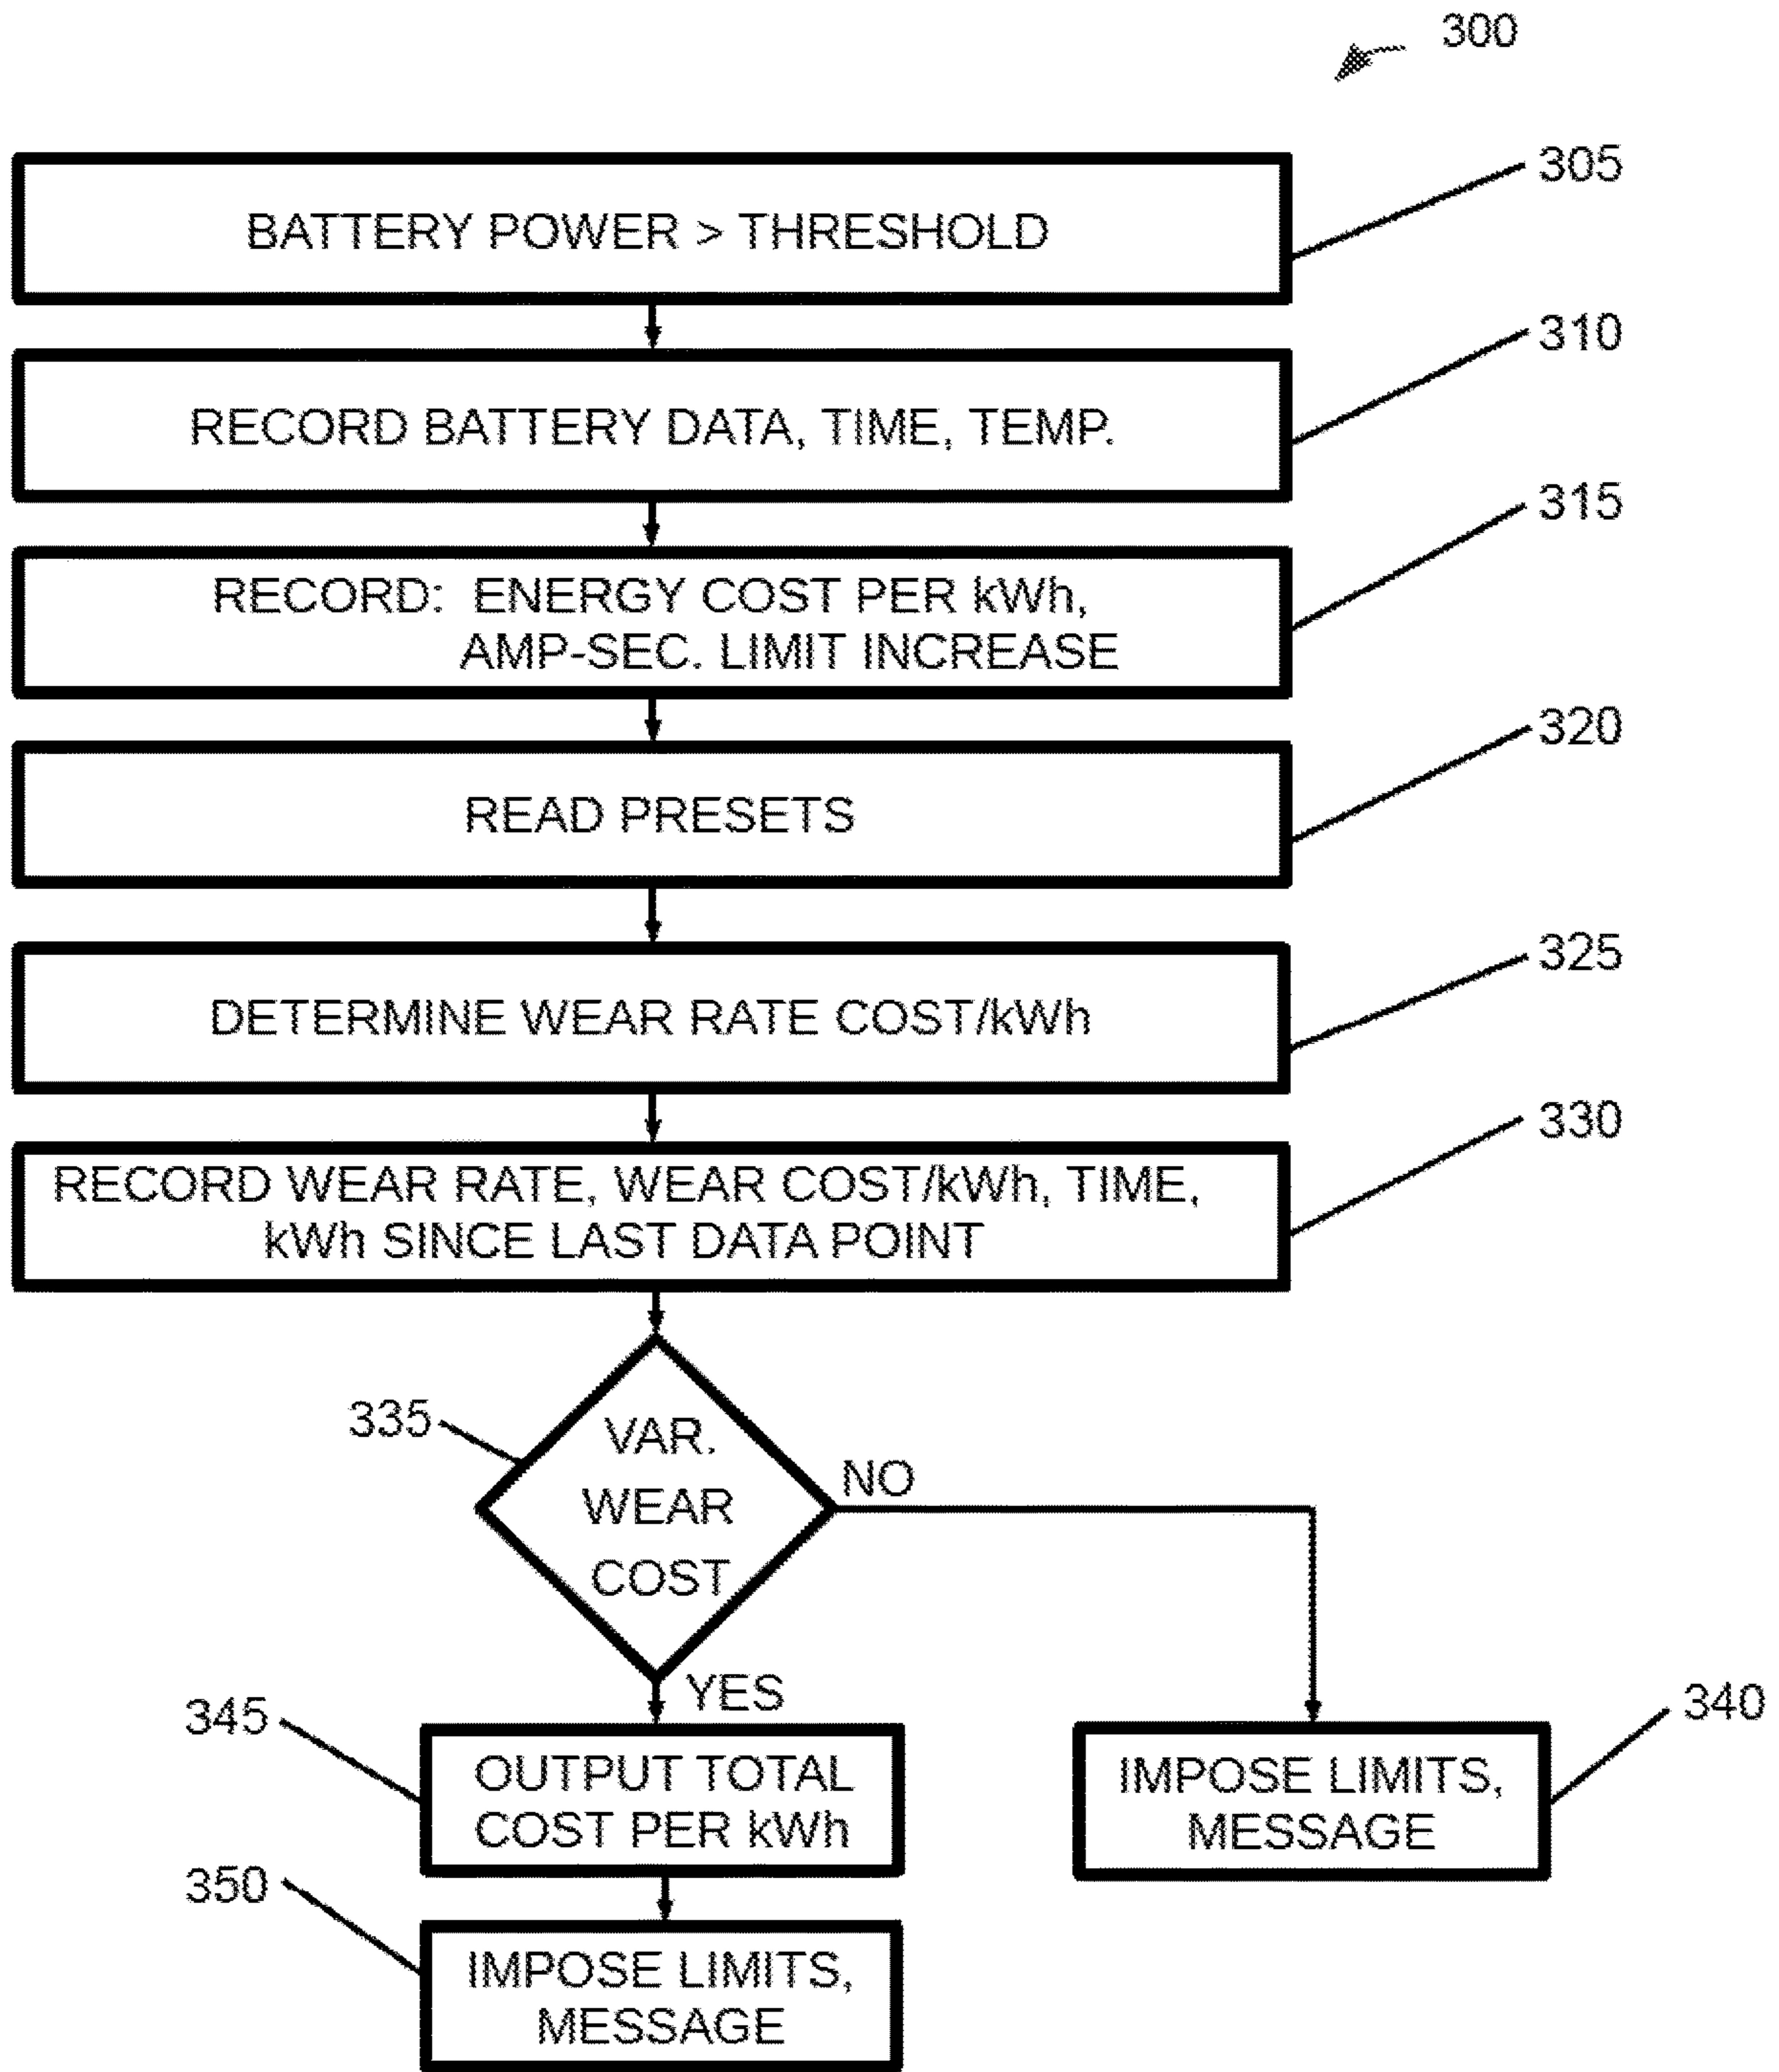 300
BATTERY POWER > THRESHOLD
305
RECORD BATTERY DATA, TIME, TEMP.
310
RECORD: ENERGY COST PER kWh,
AMP-SEC. LIMIT INCREASE
315
READ PRESETS
320
DETERMINE WEAR RATE COST/kWh
325
RECORD WEAR RATE, WEAR COST/kWh, TIME,
kWh SINCE LAST DATA POINT
330
335
VAR.
WEAR
COST
NO
YES
345
OUTPUT TOTAL
COST PER kWh
IMPOSE LIMITS,
MESSAGE
340
350
IMPOSE LIMITS,
MESSAGE